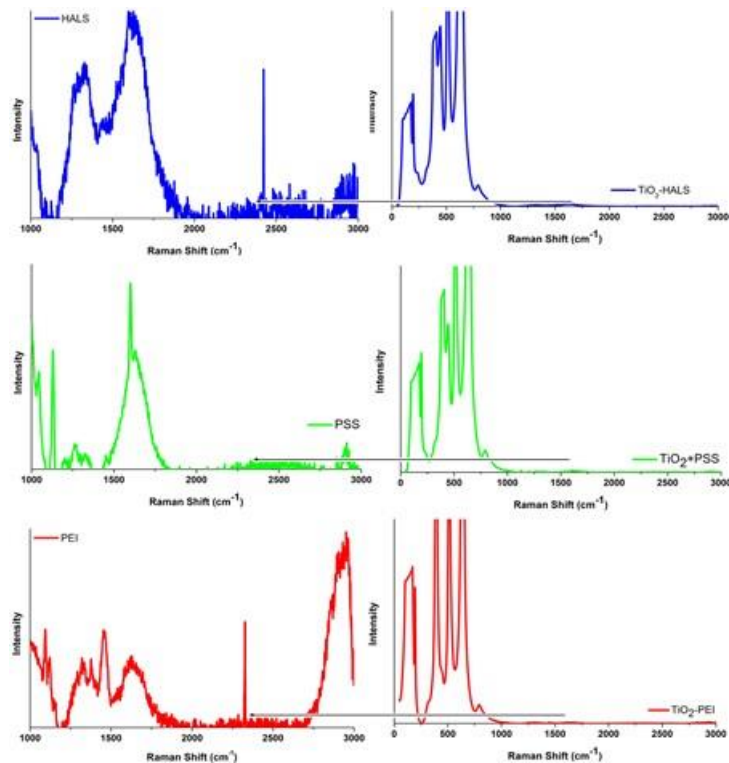 HALS
Intensity
1000 1500 2000 2500 3000
Raman Shift (cm-1)
Intensity
TiO2-HALS
0 500 1000 1500 2000 2500 3000
Raman Shift (cm-1)
Intensity
PSS
1000 1500 2000 2500 3000
Raman Shift (cm-1)
Intensity
TiO2+PSS
0 500 1000 1500 2000 2500 3000
Raman Shift (cm-1)
PEI
Intensity
1000 1500 2000 2500 3000
Raman Shift (cm-1)
Intensity
TiO2-PEI
0 500 1000 1500 2000 2500 3000
Raman Shift (cm-1)